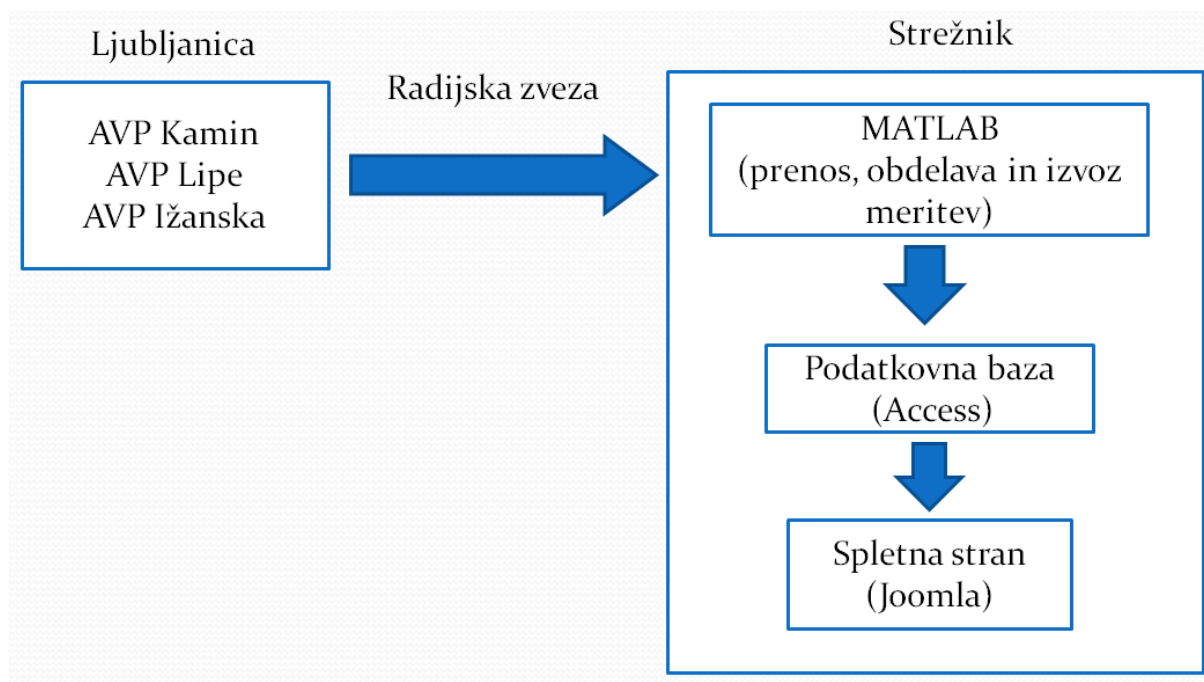 Ljubljanica
AVP Kamin
AVP Lipe
AVP Ižanska
Radijska zveza
Strežnik
MATLAB
(prenos, obdelava in izvoz
meritev)
Podatkovna baza
(Access)
Spletna stran
(Joomla)